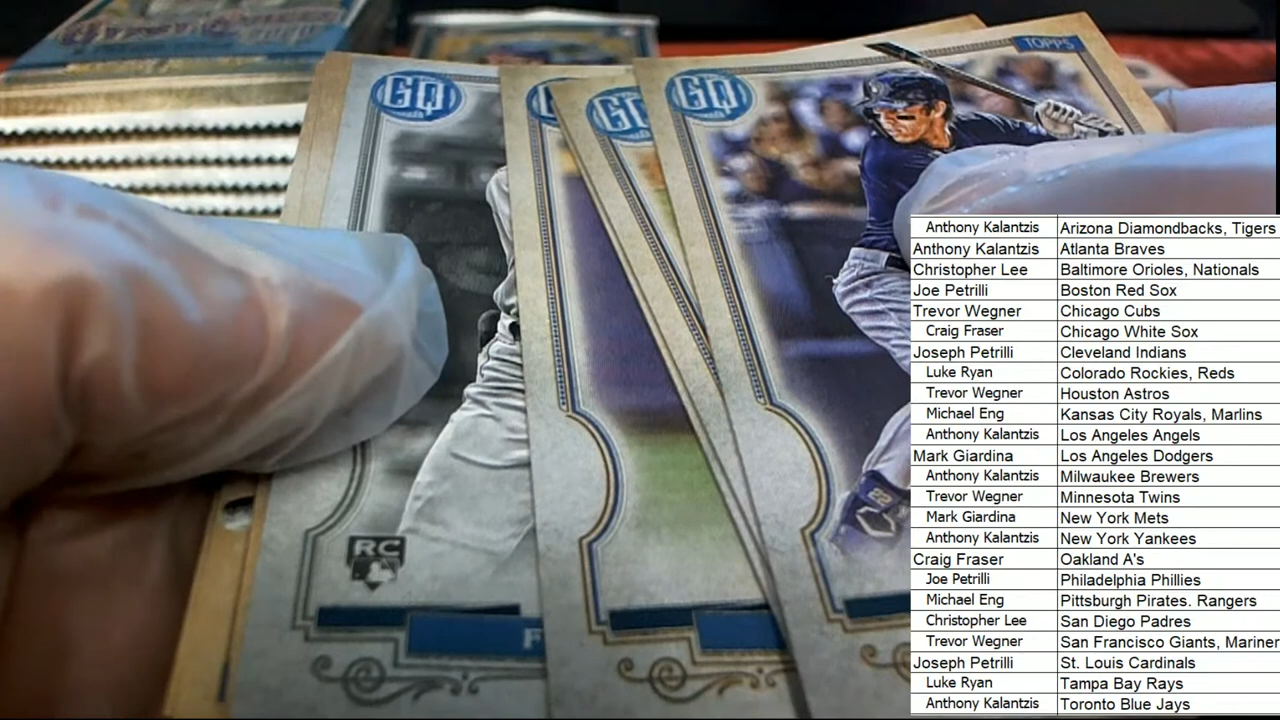 GQ
GQ
GQ
TOPPS
RC
F
22
Anthony Kalantzis Arizona Diamondbacks, Tigers
Anthony Kalantzis Atlanta Braves
Christopher Lee Baltimore Orioles, Nationals
Joe Petrilli Boston Red Sox
Trevor Wegner Chicago Cubs
Craig Fraser Chicago White Sox
Joseph Petrilli Cleveland Indians
Luke Ryan Colorado Rockies, Reds
Trevor Wegner Houston Astros
Michael Eng Kansas City Royals, Marlins
Anthony Kalantzis Los Angeles Angels
Mark Giardina Los Angeles Dodgers
Anthony Kalantzis Milwaukee Brewers
Trevor Wegner Minnesota Twins
Mark Giardina New York Mets
Anthony Kalantzis New York Yankees
Craig Fraser Oakland A's
Joe Petrilli Philadelphia Phillies
Michael Eng Pittsburgh Pirates. Rangers
Christopher Lee San Diego Padres
Trevor Wegner San Francisco Giants, Mariner
Joseph Petrilli St. Louis Cardinals
Luke Ryan Tampa Bay Rays
Anthony Kalantzis Toronto Blue Jays